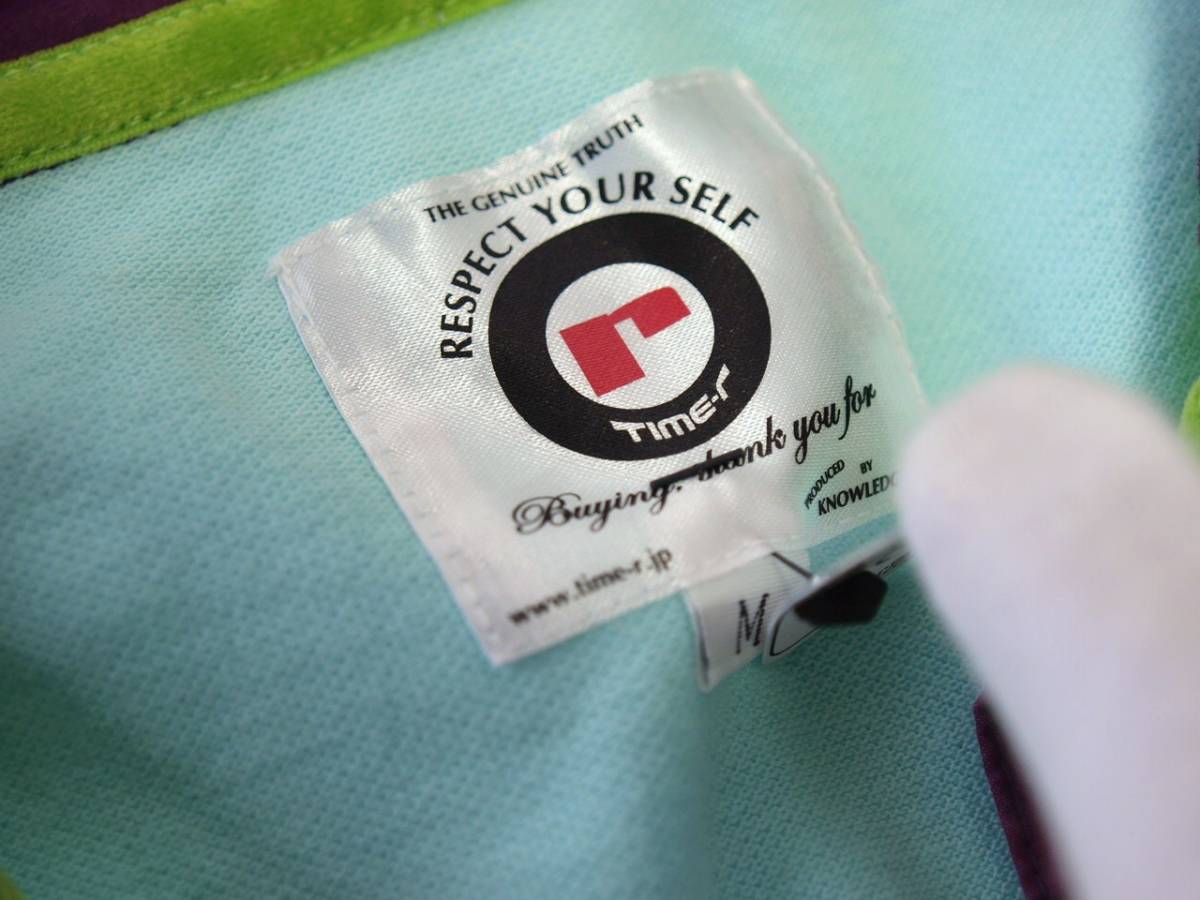 THE GENUINE TRUTH
RESPECT YOUR SELF
r
TIME-r
Buying. thank you for
PRODUCED BY
www.time-r.jp
M